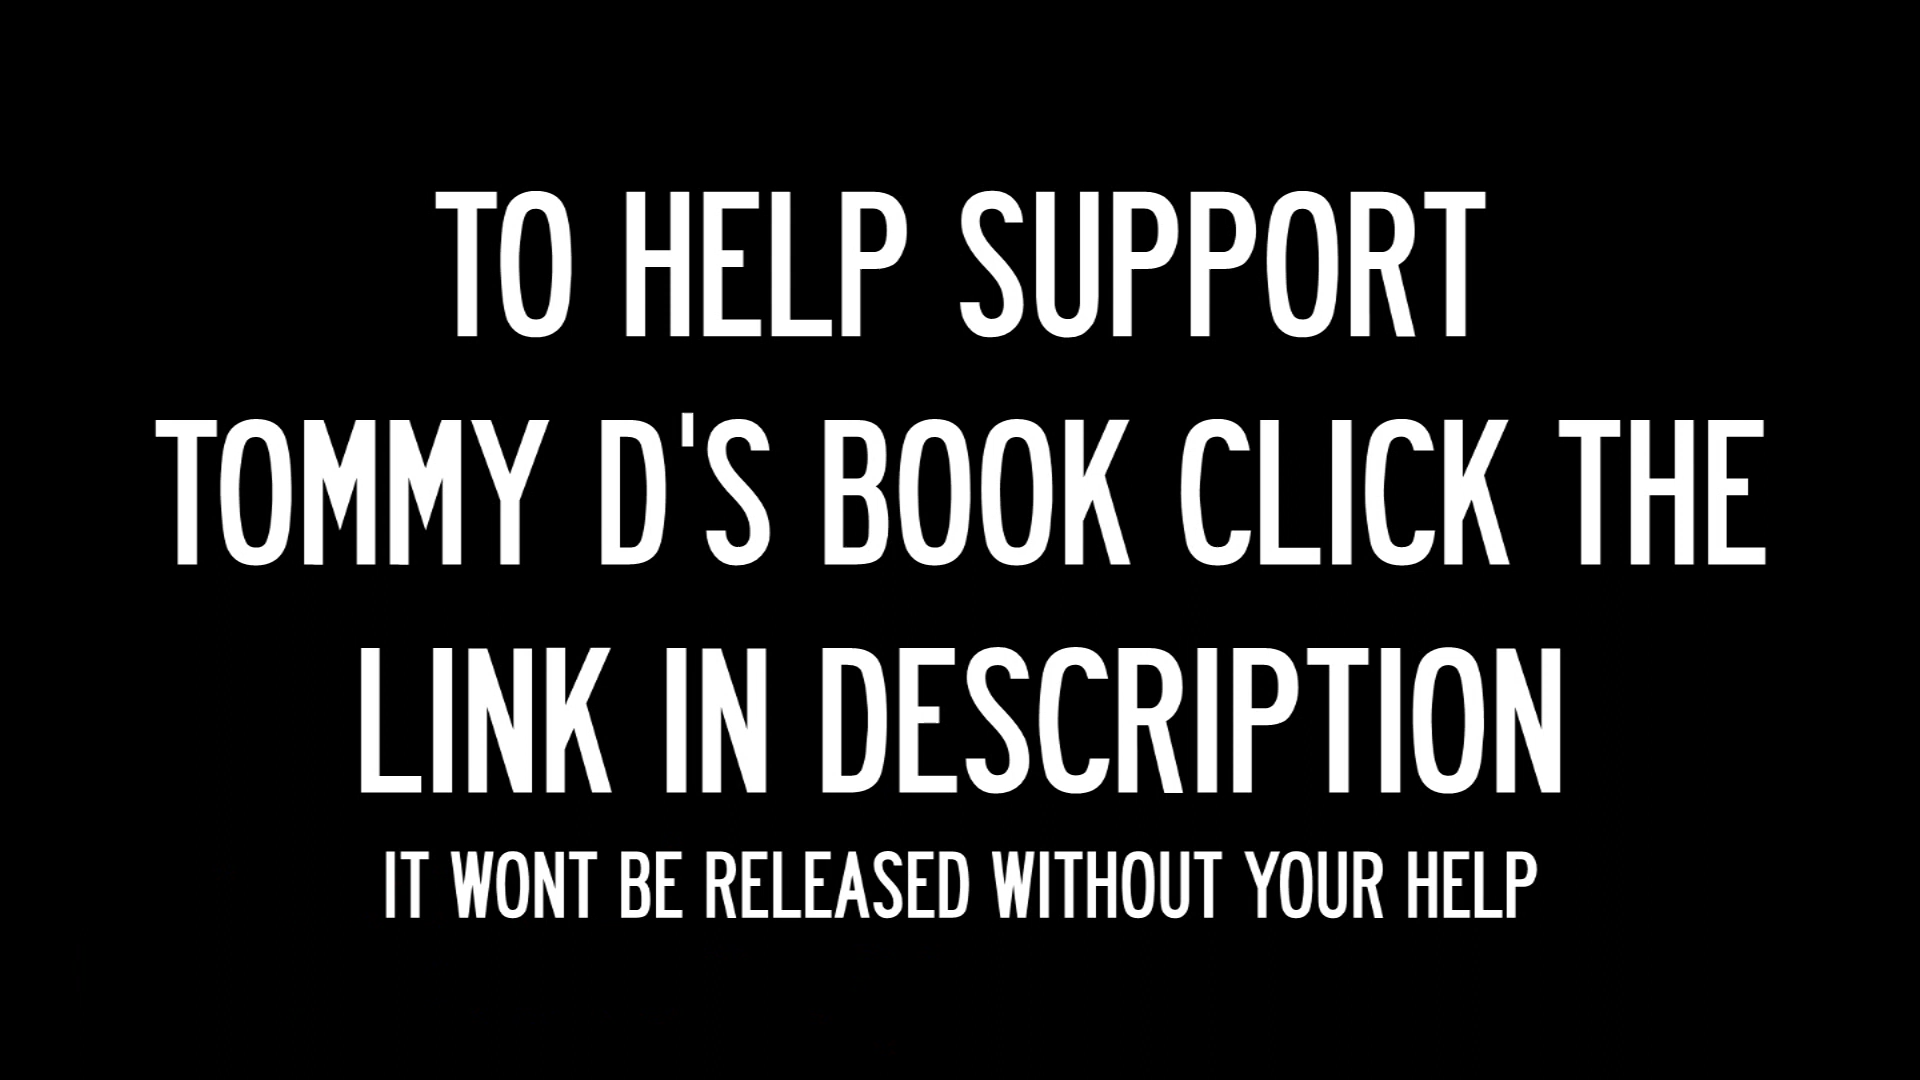 TO HELP SUPPORT
TOMMY D'S BOOK CLICK THE
LINK IN DESCRIPTION
IT WONT BE RELEASED WITHOUT YOUR HELP